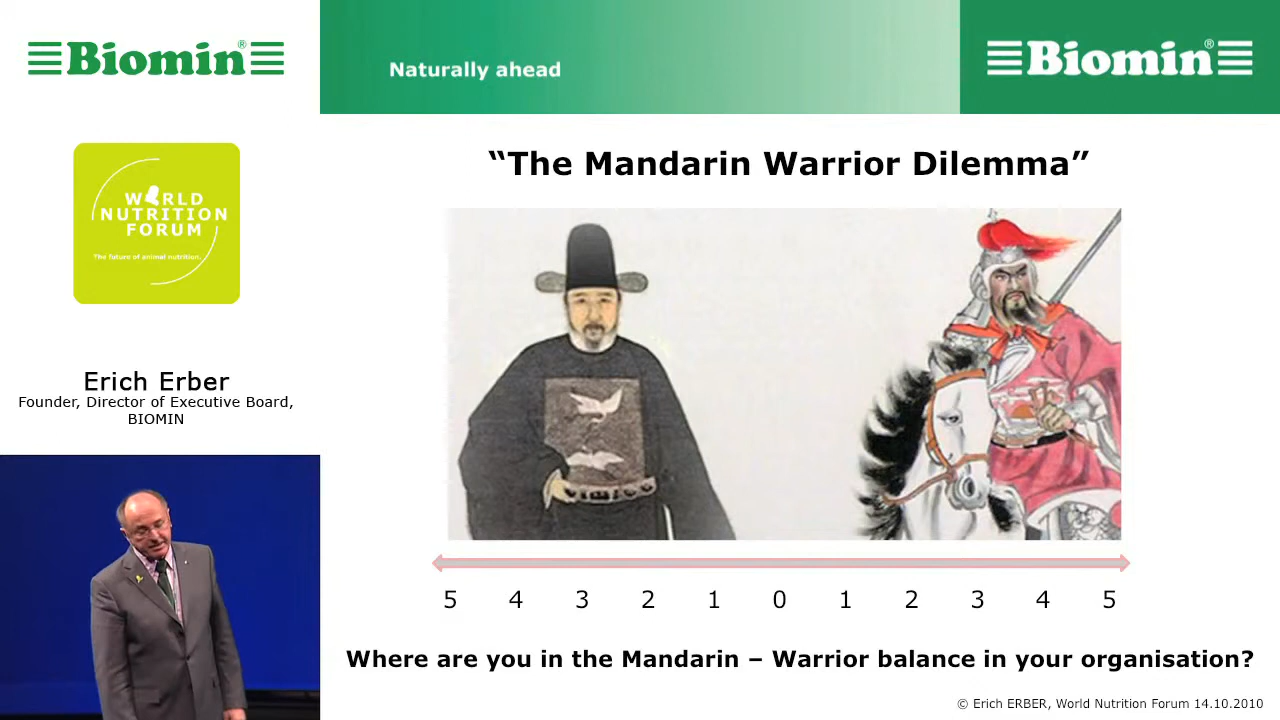 Biomin®
Naturally ahead
Biomin®
WORLD
NUTRITION
FORUM
The future of animal nutrition.
Erich Erber
Founder, Director of Executive Board,
BIOMIN
“The Mandarin Warrior Dilemma”
5 4 3 2 1 0 1 2 3 4 5
Where are you in the Mandarin – Warrior balance in your organisation?
© Erich ERBER, World Nutrition Forum 14.10.2010